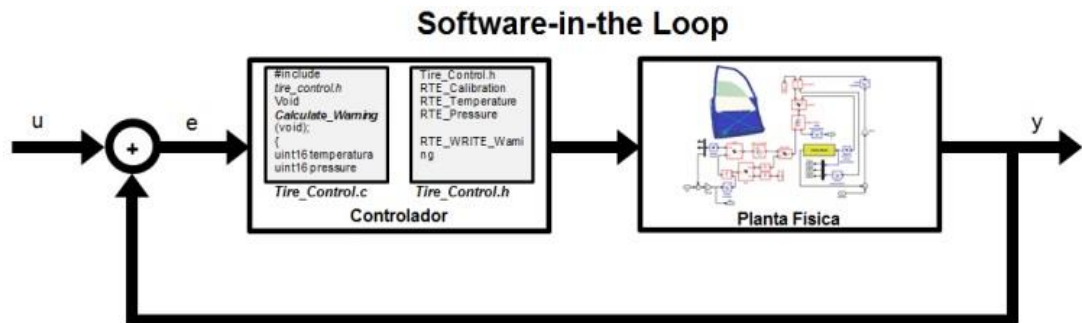 Software-in-the Loop
u
+
e
#include
tire_control.h
Void
Calculate_Warning
(void);
{
uint16 temperatura
uint16 pressure
Tire_Control.c
Tire_Control.h
RTE_Calibration
RTE_Temperature
RTE_Pressure
RTE_WRITE_Warni
ng
Tire_Control.h
Controlador
Planta Física
y